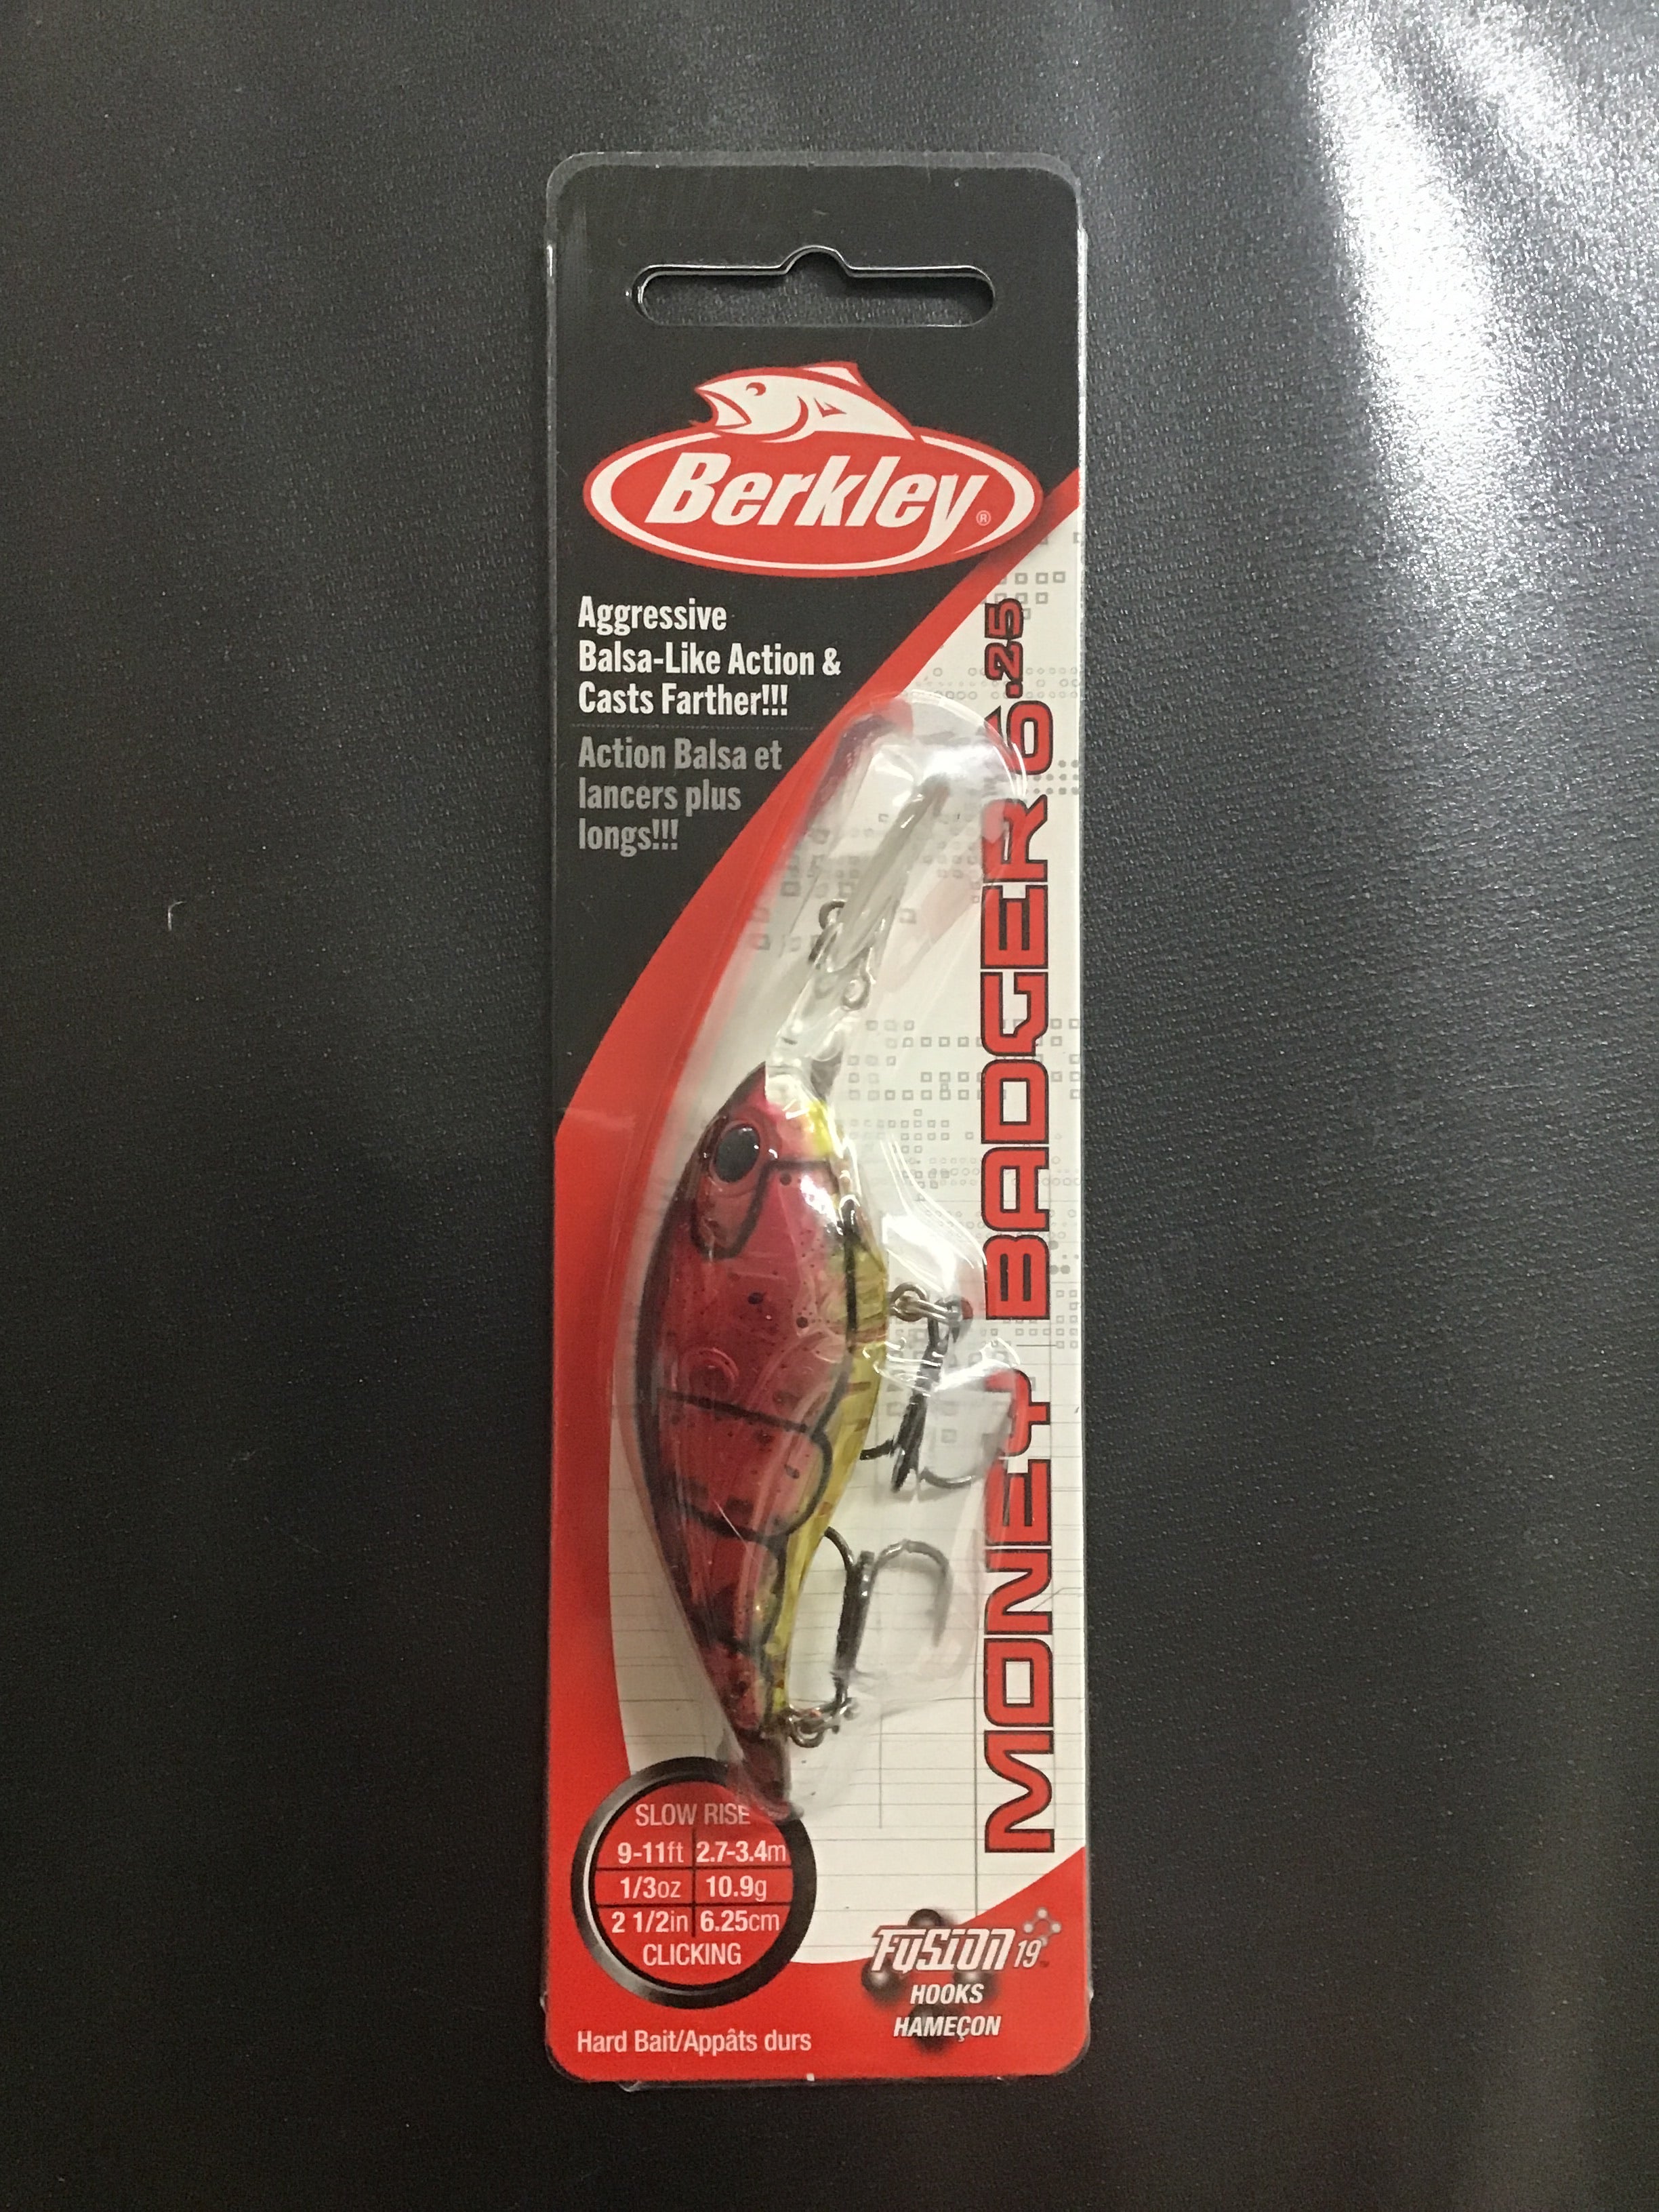 Berkley®
Aggressive
Balsa-Like Action &
Casts Farther!!!
Action Balsa et
lancers plus
longs!!!
MONEY BADGER 6.25
SLOW RISE
9-11ft 2.7-3.4m
1/3oz 10.9g
2 1/2in 6.25cm
CLICKING
Fusion 19™
HOOKS
HAMEÇON
Hard Bait/Appâts durs